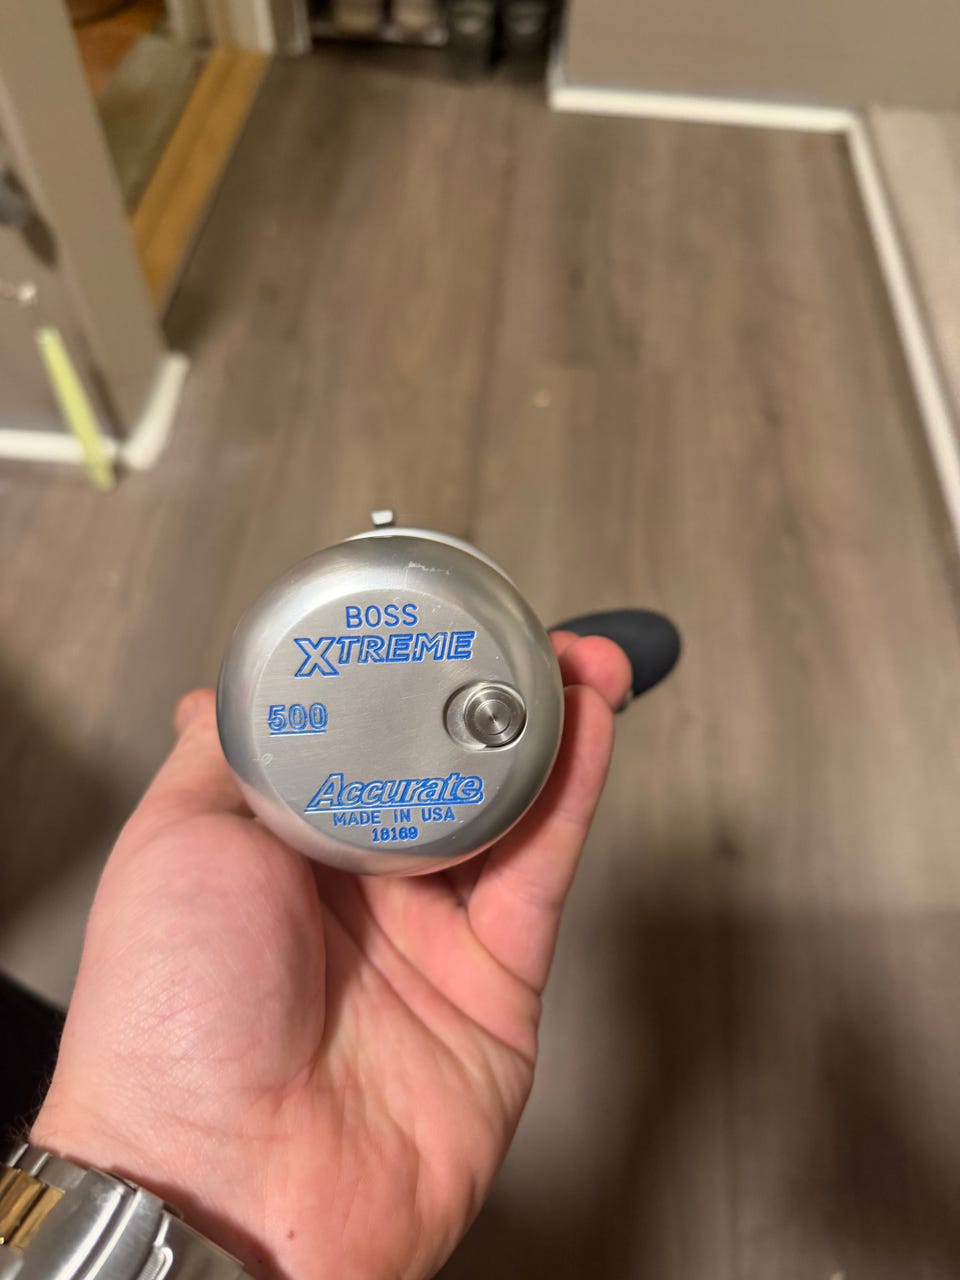 BOSS
XTREME
500
Accurate
MADE IN USA
18169